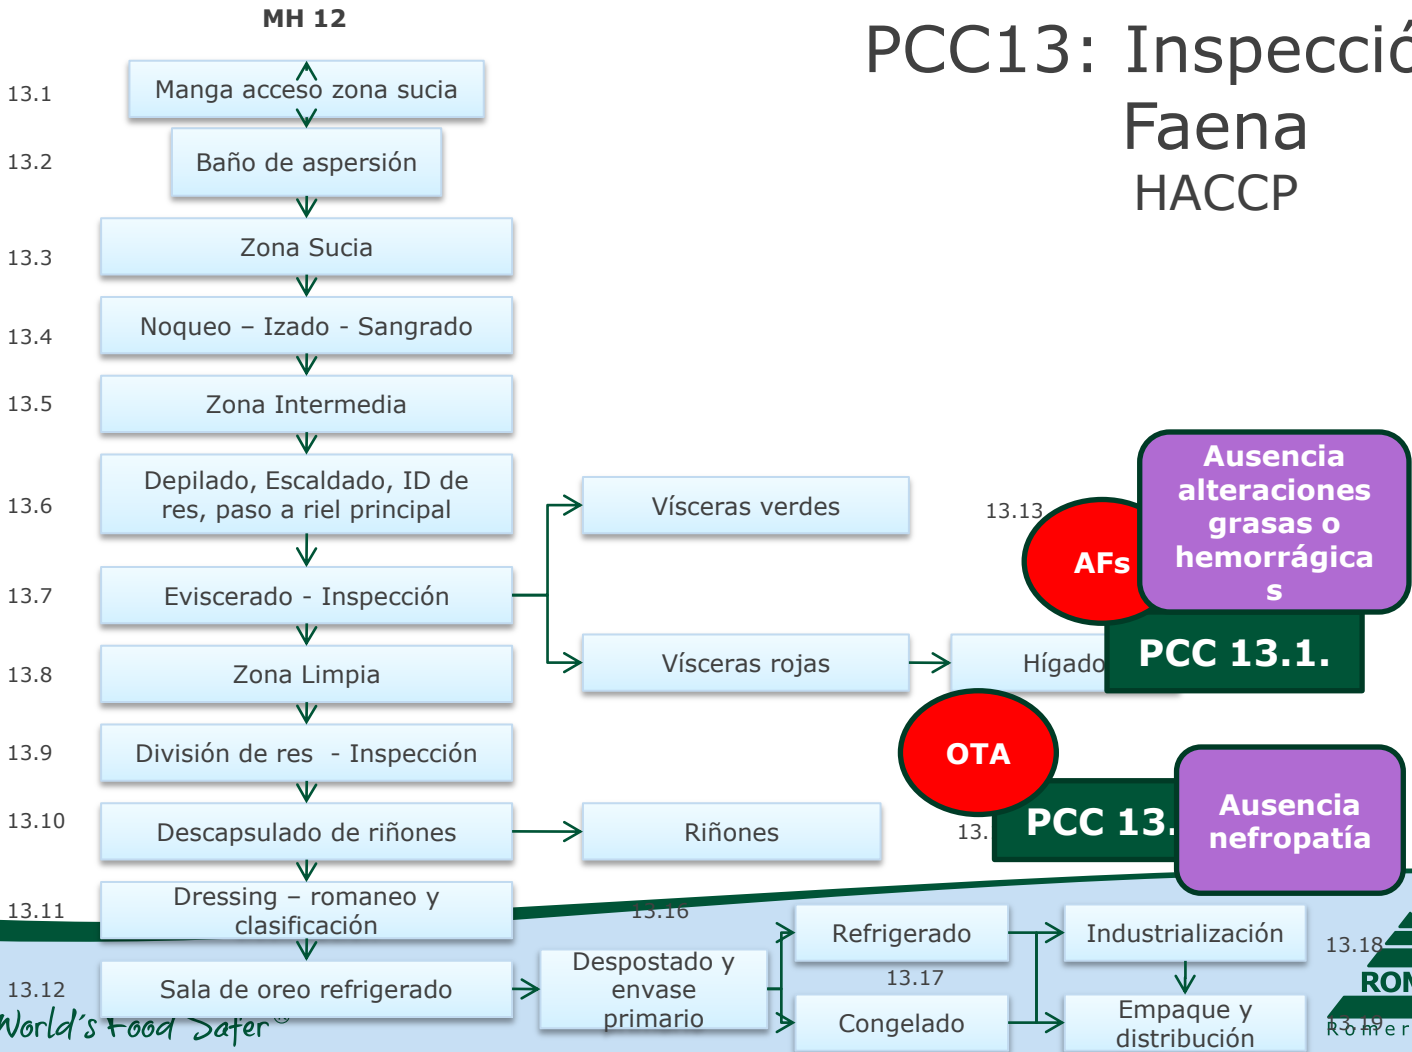 MH 12
PCC13: Inspecció
Faena
HACCP
13.1
Manga acceso zona sucia
13.2
Baño de aspersión
13.3
Zona Sucia
13.4
Noqueo – Izado - Sangrado
13.5
Zona Intermedia
13.6
Depilado, Escaldado, ID de
res, paso a riel principal
Vísceras verdes
13.13
AFs
Ausencia
alteraciones
grasas o
hemorrágica
s
13.7
Eviscerado - Inspección
13.8
Zona Limpia
Vísceras rojas
Hígado
PCC 13.1.
13.9
División de res - Inspección
OTA
13.10
Descapsulado de riñones
Riñones
13.
PCC 13.
Ausencia
nefropatía
13.11
Dressing – romaneo y
clasificación
13.16
Refrigerado
Industrialización
13.18
13.12
Sala de oreo refrigerado
Despostado y
envase
primario
13.17
Congelado
Empaque y
distribución
13.19
World's Food Safer®
ROM
Romer